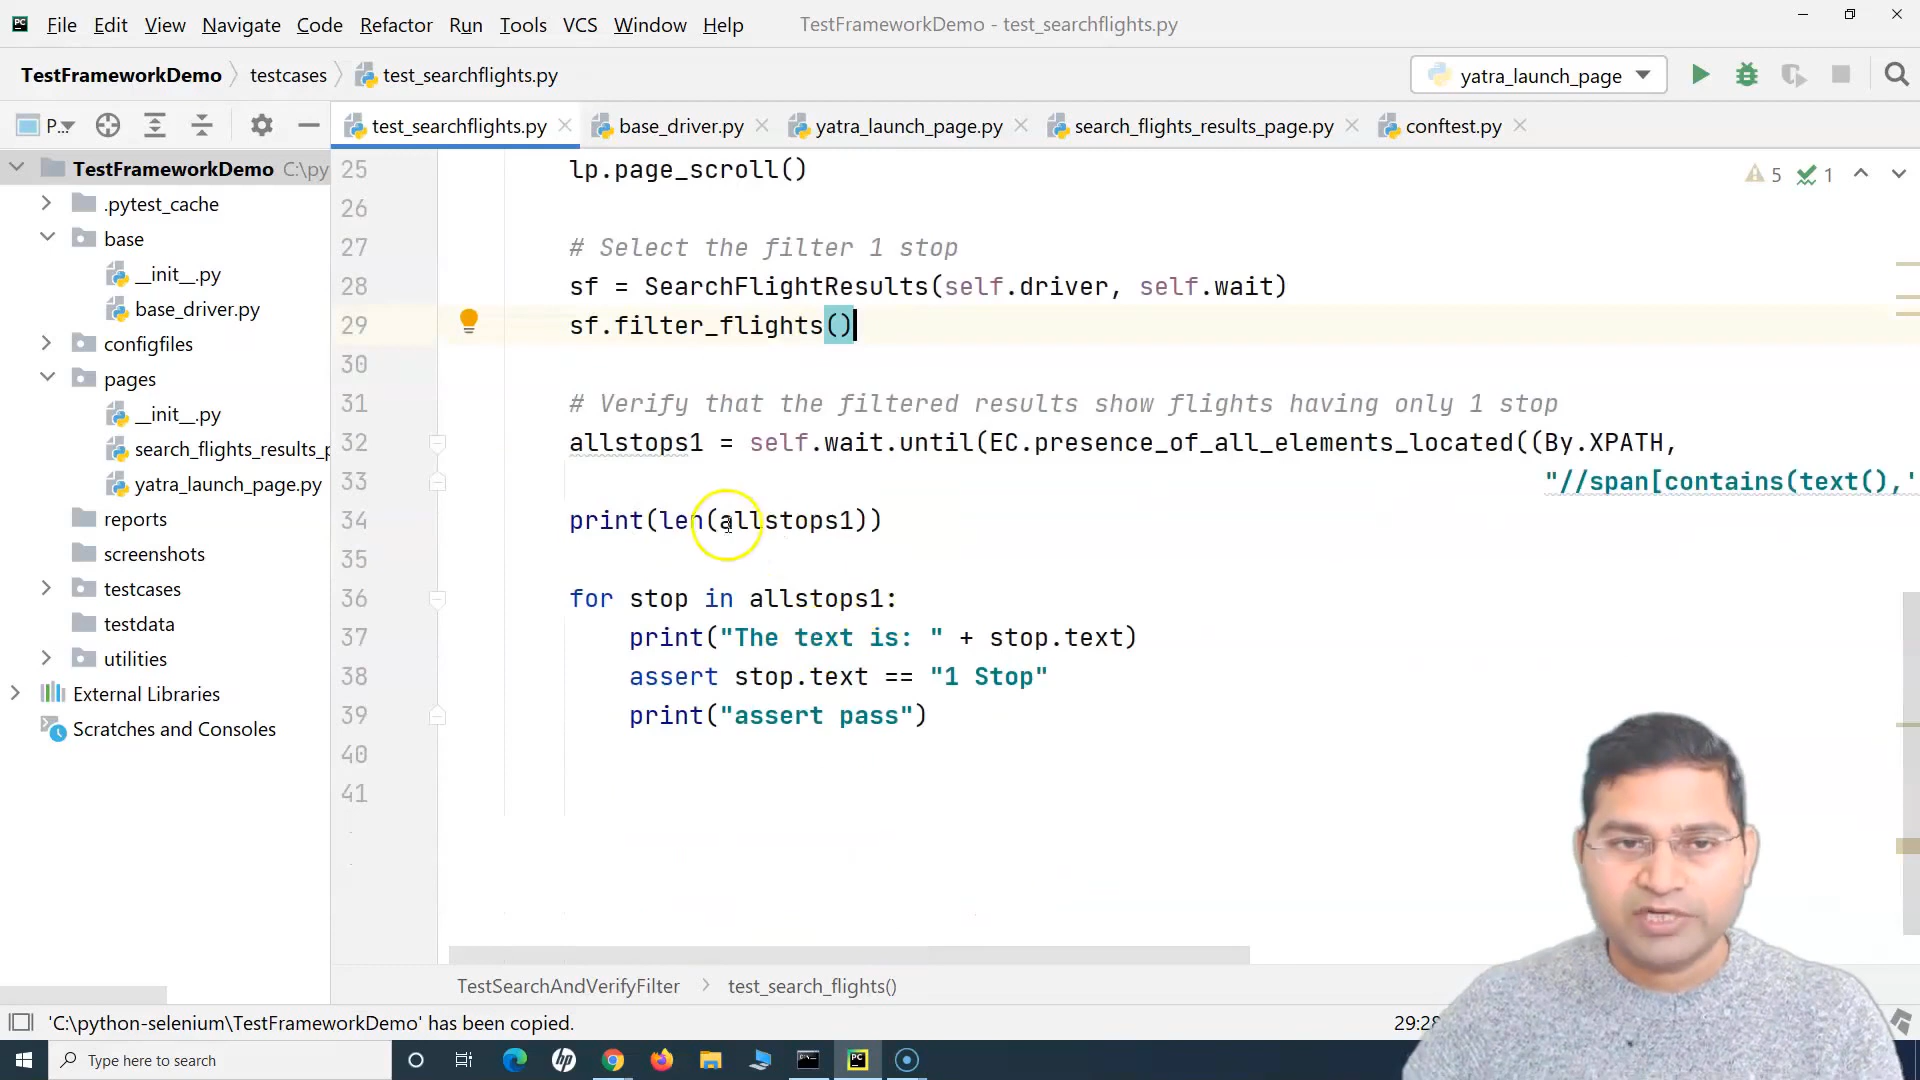 File Edit View Navigate Code Refactor Run Tools VCS Window Help TestFrameworkDemo - test_searchflights.py
TestFrameworkDemo testcases test_searchflights.py yatra_launch_page
P... test_searchflights.py base_driver.py yatra_launch_page.py search_flights_results_page.py conftest.py
TestFrameworkDemo C:\py
.pytest_cache
base
__init__.py
base_driver.py
configfiles
pages
__init__.py
search_flights_results_p
yatra_launch_page.py
reports
screenshots
testcases
testdata
utilities
External Libraries
Scratches and Consoles
5 1
25 lp.page_scroll()
26
27 # Select the filter 1 stop
28 sf = SearchFlightResults(self.driver, self.wait)
29 sf.filter_flights()
30
31 # Verify that the filtered results show flights having only 1 stop
32 allstops1 = self.wait.until(EC.presence_of_all_elements_located((By.XPATH,
33 "//span[contains(text(),'
34 print(len(allstops1))
35
36 for stop in allstops1:
37 print("The text is: " + stop.text)
38 assert stop.text == "1 Stop"
39 print("assert pass")
40
41
TestSearchAndVerifyFilter test_search_flights()
'C:\python-selenium\TestFrameworkDemo' has been copied. 29:28
Type here to search